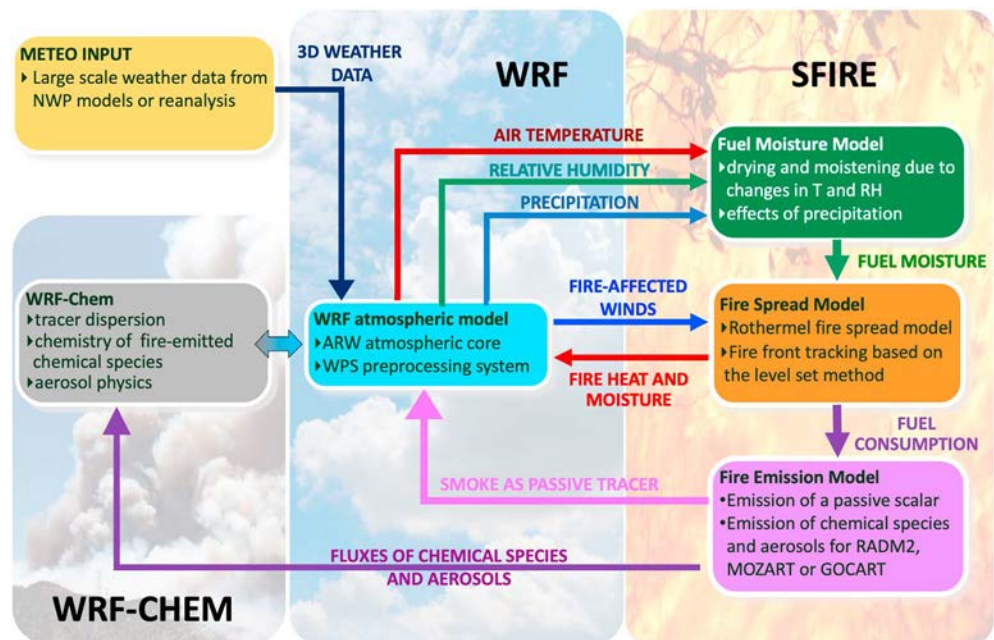 METEO INPUT
‣ Large scale weather data from
NWP models or reanalysis
3D WEATHER
DATA
WRF
SFIRE
AIR TEMPERATURE
RELATIVE HUMIDITY
PRECIPITATION
Fuel Moisture Model
‣drying and moistening due to
changes in T and RH
‣effects of precipitation
FUEL MOISTURE
WRF-Chem
‣tracer dispersion
‣chemistry of fire-emitted
chemical species
‣aerosol physics
WRF atmospheric model
‣ARW atmospheric core
‣WPS preprocessing system
FIRE-AFFECTED
WINDS
FIRE HEAT AND
MOISTURE
Fire Spread Model
‣Rothermel fire spread model
‣Fire front tracking based on
the level set method
FUEL
CONSUMPTION
SMOKE AS PASSIVE TRACER
Fire Emission Model
•Emission of a passive scalar
•Emission of chemical species
and aerosols for RADM2,
MOZART or GOCART
FLUXES OF CHEMICAL SPECIES
AND AEROSOLS
WRF-CHEM